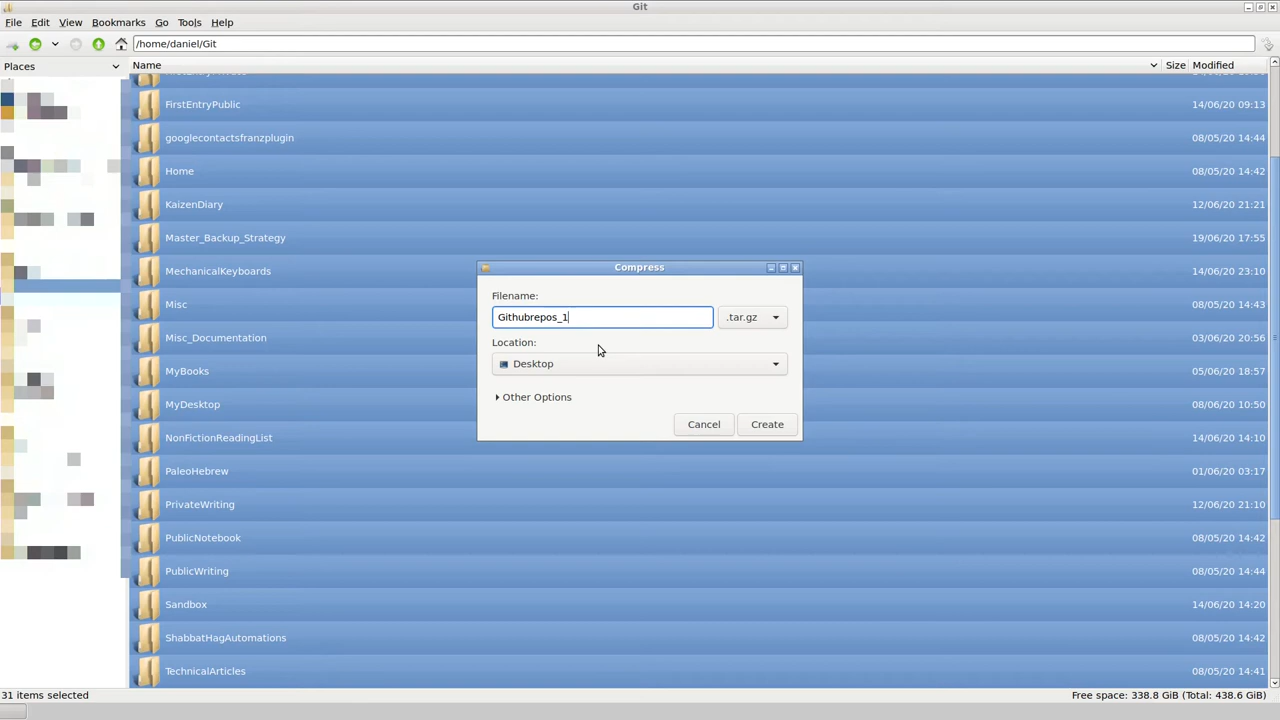 Git
File Edit View Bookmarks Go Tools Help
/home/daniel/Git
Places Name Size Modified
FirstEntryPublic 14/06/20 09:13
googlecontactsfranzplugin 08/05/20 14:44
Home 08/05/20 14:42
KaizenDiary 12/06/20 21:21
Master_Backup_Strategy 19/06/20 17:55
MechanicalKeyboards 14/06/20 23:10
Misc 08/05/20 14:43
Misc_Documentation 03/06/20 20:56
MyBooks 05/06/20 18:57
MyDesktop 08/06/20 10:50
NonFictionReadingList 14/06/20 14:10
PaleoHebrew 01/06/20 03:17
PrivateWriting 12/06/20 21:10
PublicNotebook 08/05/20 14:42
PublicWriting 08/05/20 14:44
Sandbox 14/06/20 14:20
ShabbatHagAutomations 08/05/20 14:42
TechnicalArticles 08/05/20 14:41
Compress
Filename:
Githubrepos_1 .tar.gz
Location:
Desktop
Other Options
Cancel Create
31 items selected Free space: 338.8 GiB (Total: 438.6 GiB)